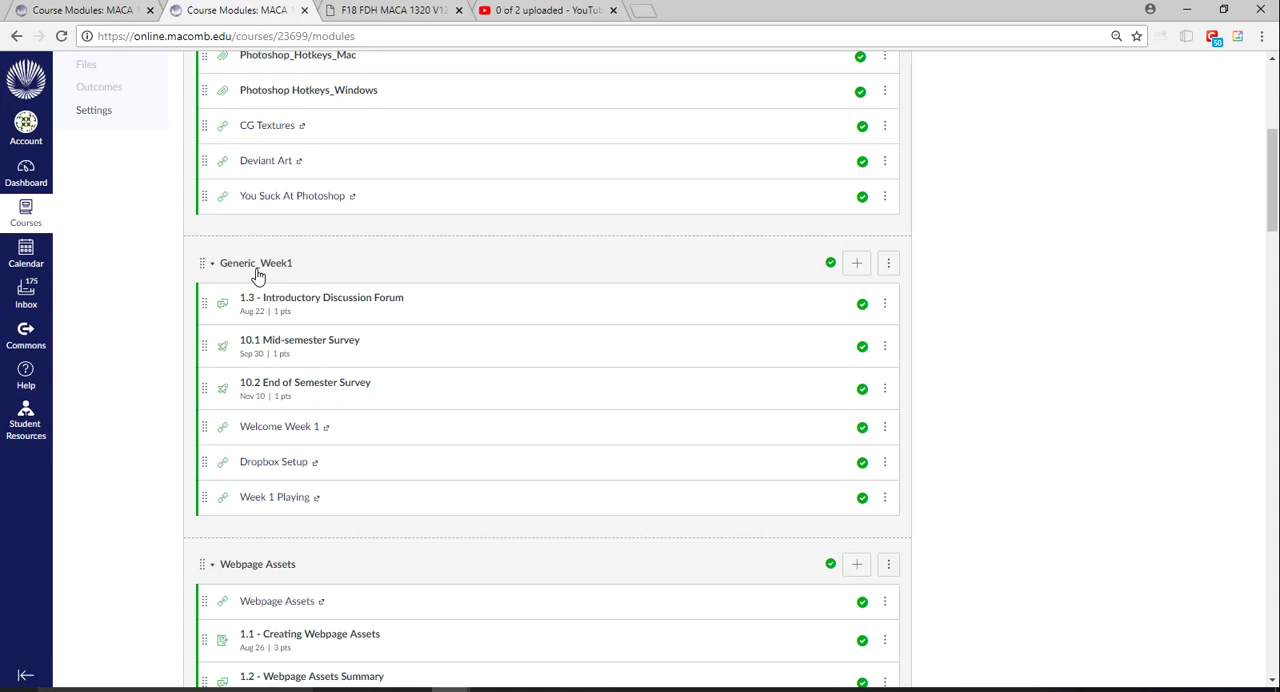 Course Modules: MACA
Course Modules: MACA
F18 FDH MACA 1320 V1
0 of 2 uploaded - YouTu
https://online.macomb.edu/courses/23699/modules
50
Account
Dashboard
Courses
Calendar
175
Inbox
Commons
Help
Student
Resources
Files
Outcomes
Settings
Photoshop_Hotkeys_Mac
Photoshop Hotkeys_Windows
CG Textures
Deviant Art
You Suck At Photoshop
Generic_Week1
1.3 - Introductory Discussion Forum
Aug 22 | 1 pts
10.1 Mid-semester Survey
Sep 30 | 1 pts
10.2 End of Semester Survey
Nov 10 | 1 pts
Welcome Week 1
Dropbox Setup
Week 1 Playing
Webpage Assets
Webpage Assets
1.1 - Creating Webpage Assets
Aug 26 | 3 pts
1.2 - Webpage Assets Summary